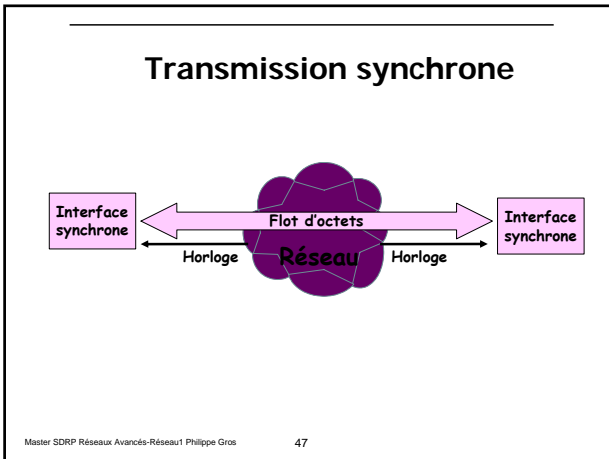 Transmission synchrone
Interface
synchrone
Flot d'octets
Interface
synchrone
Horloge
Réseau
Horloge
Master SDRP Réseaux Avancés-Réseau1 Philippe Gros
47